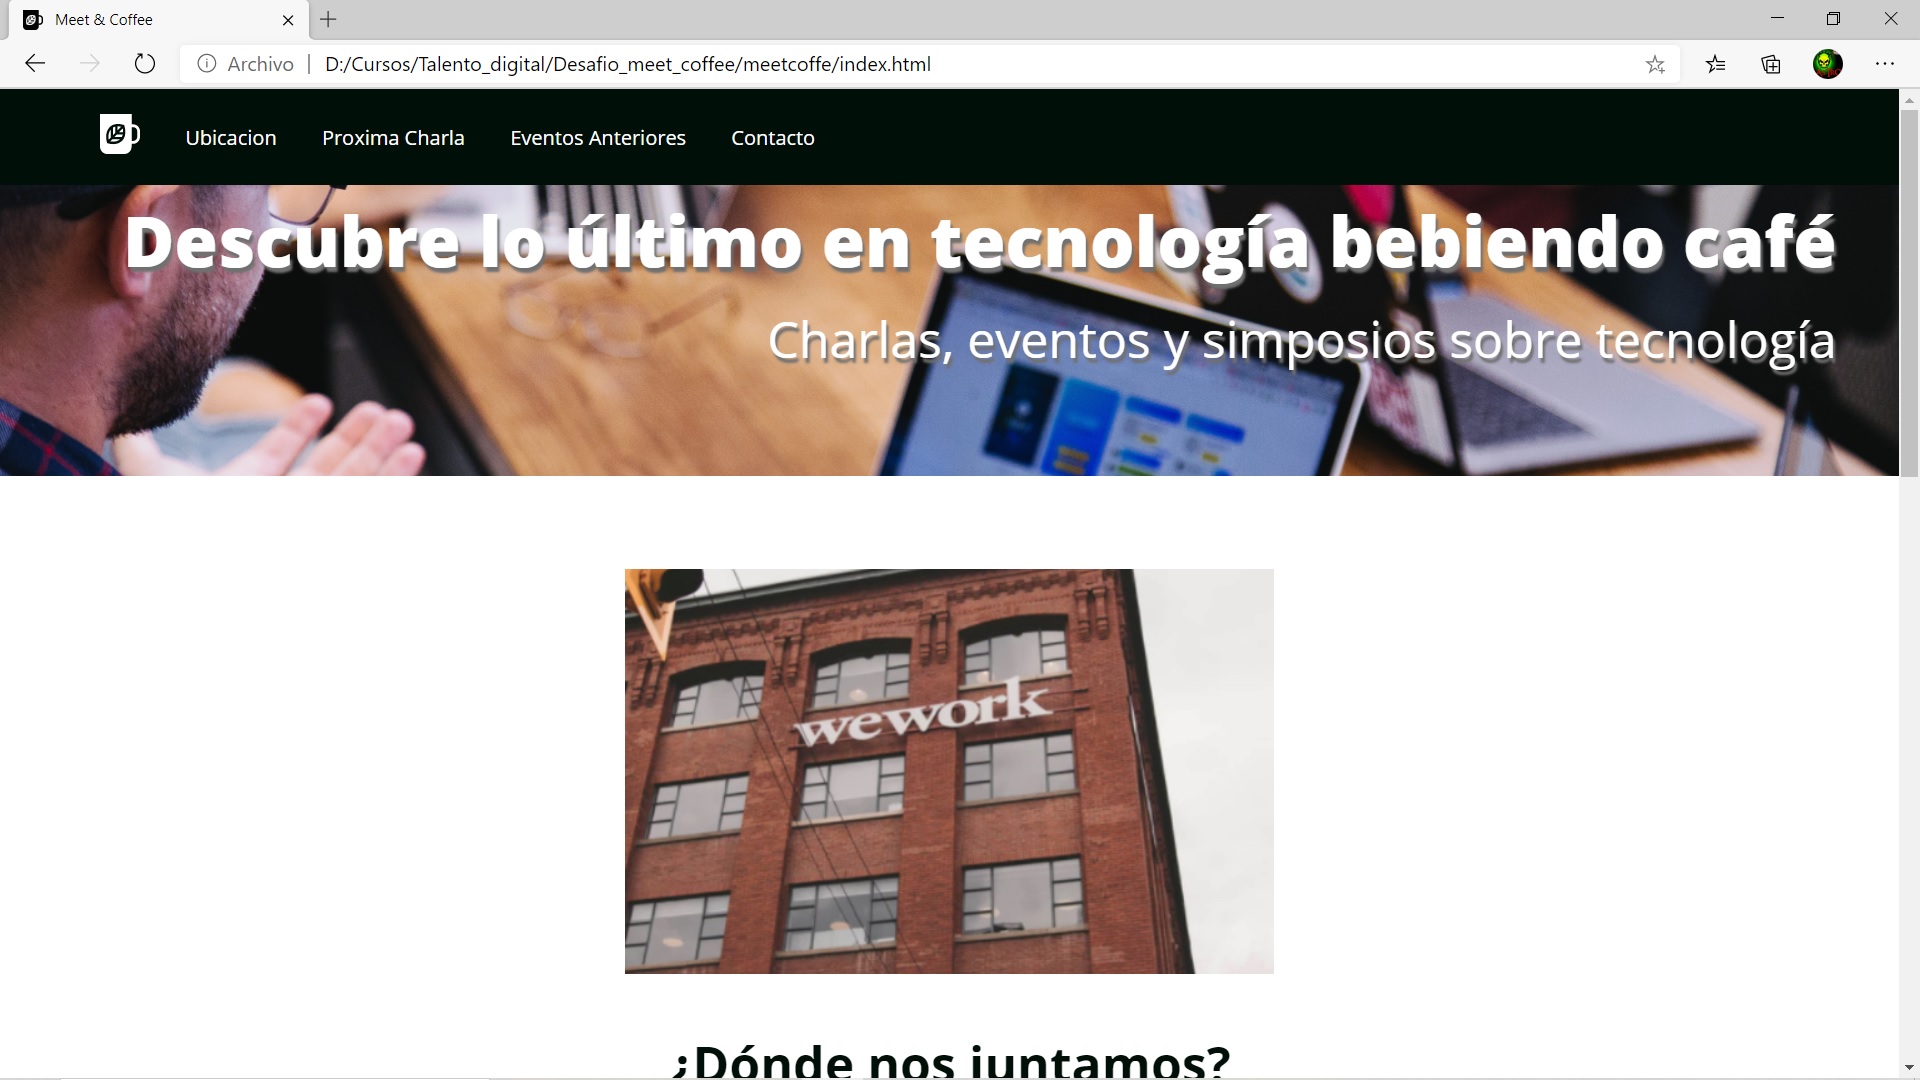 Meet & Coffee
Archivo | D:/Cursos/Talento_digital/Desafio_meet_coffee/meetcoffe/index.html
Ubicacion Proxima Charla Eventos Anteriores Contacto
Descubre lo último en tecnología bebiendo café
Charlas, eventos y simposios sobre tecnología
wework
¿Dónde nos juntamos?